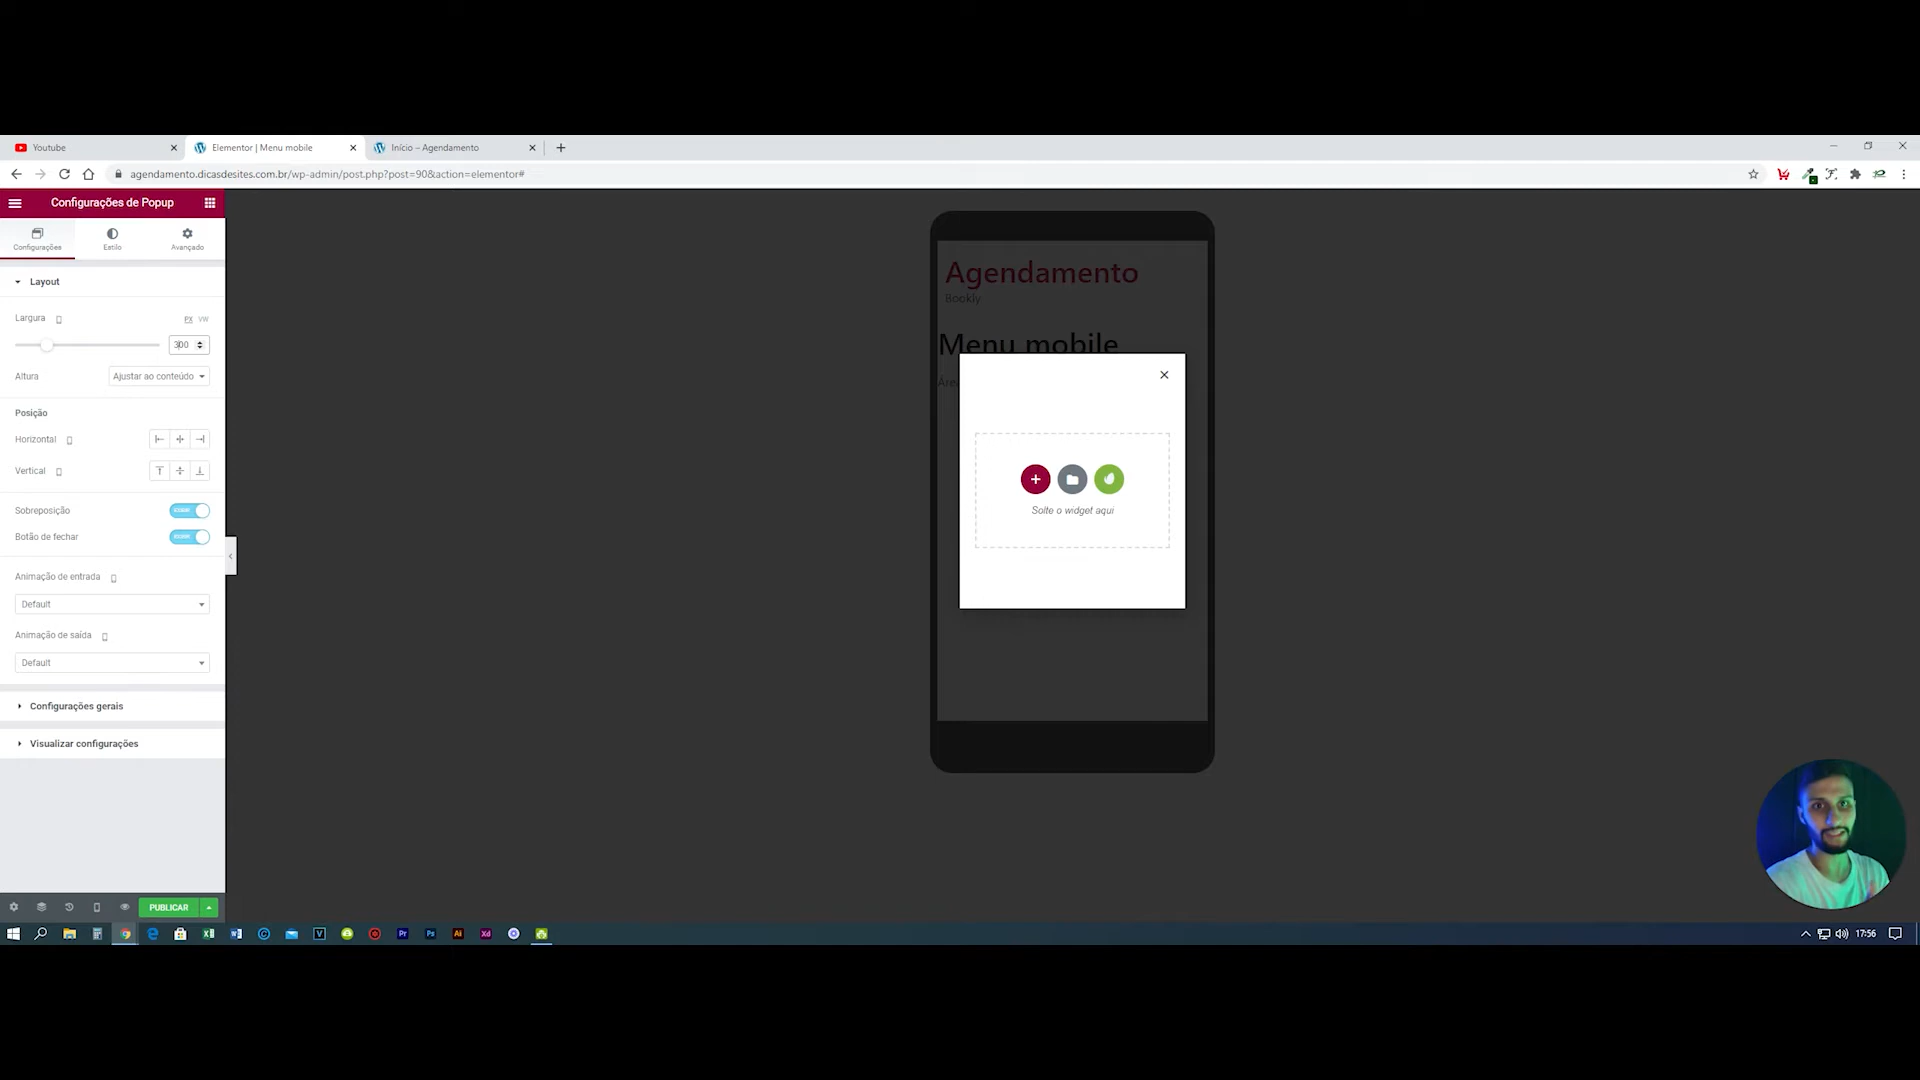 Youtube
Elementor | Menu mobile
Início – Agendamento
agendamento.dicasdesites.com.br/wp-admin/post.php?post=90&action=elementor#
Configurações de Popup
Configurações
Estilo
Avançado
Layout
Largura
PX VW
300
Altura
Ajustar ao conteúdo
Posição
Horizontal
Vertical
Sobreposição
Botão de fechar
Animação de entrada
Default
Animação de saída
Default
Configurações gerais
Visualizar configurações
PUBLICAR
Agendamento
Bookly
Menu mobile
Solte o widget aqui
17:56